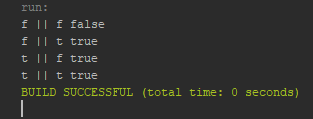 run:
f || f false
f || t true
t || f true
t || t true
BUILD SUCCESSFUL (total time: 0 seconds)